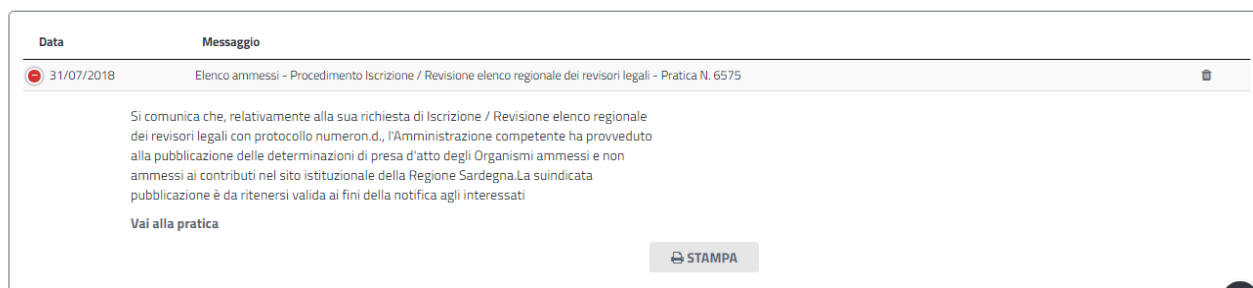 Data Messaggio
31/07/2018 Elenco ammessi - Procedimento Iscrizione / Revisione elenco regionale dei revisori legali - Pratica N. 6575
Si comunica che, relativamente alla sua richiesta di Iscrizione / Revisione elenco regionale
dei revisori legali con protocollo numeron.d., l'Amministrazione competente ha provveduto
alla pubblicazione delle determinazioni di presa d'atto degli Organismi ammessi e non
ammessi ai contributi nel sito istituzionale della Regione Sardegna.La suindicata
pubblicazione è da ritenersi valida ai fini della notifica agli interessati
Vai alla pratica
STAMPA